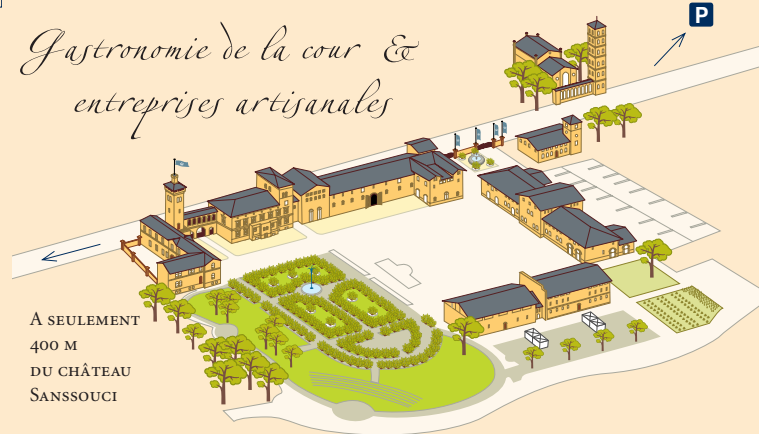 Gastronomie de la cour &
entreprises artisanales
P
A SEULEMENT
400 M
DU CHÂTEAU
SANSSOUCI